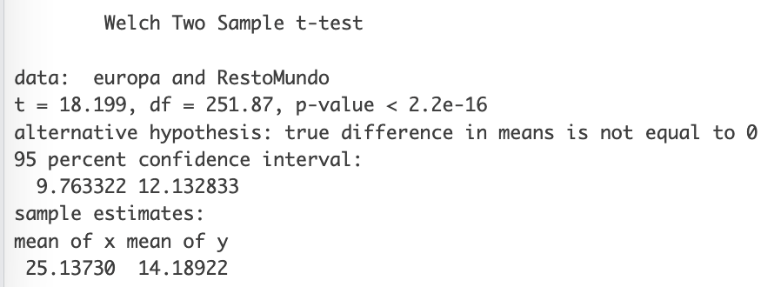 Welch Two Sample t-test
data:  europa and RestoMundo
t = 18.199, df = 251.87, p-value < 2.2e-16
alternative hypothesis: true difference in means is not equal to 0
95 percent confidence interval:
9.763322 12.132833
sample estimates:
mean of x mean of y
25.13730  14.18922